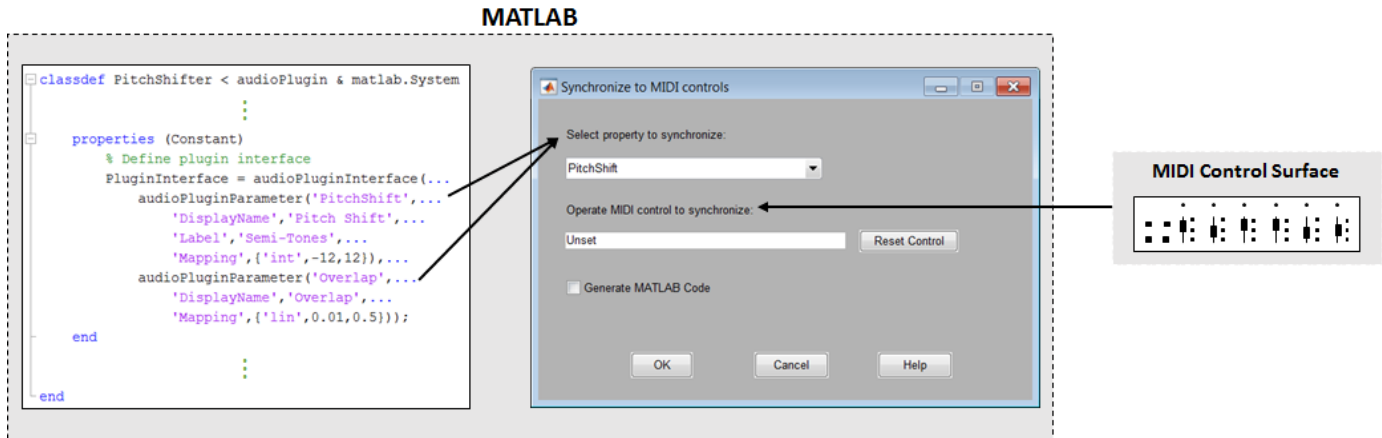 MATLAB
classdef PitchShifter < audioPlugin & matlab.System
properties (Constant)
% Define plugin interface
PluginInterface = audioPluginInterface(...
audioPluginParameter('PitchShift',...
'DisplayName','Pitch Shift',...
'Label','Semi-Tones',...
'Mapping',{'int',-12,12}),...
audioPluginParameter('Overlap',...
'DisplayName','Overlap',...
'Mapping',{'lin',0.01,0.5}));
end
end
Synchronize to MIDI controls
Select property to synchronize:
PitchShift
Operate MIDI control to synchronize:
Unset
Reset Control
Generate MATLAB Code
OK
Cancel
Help
MIDI Control Surface